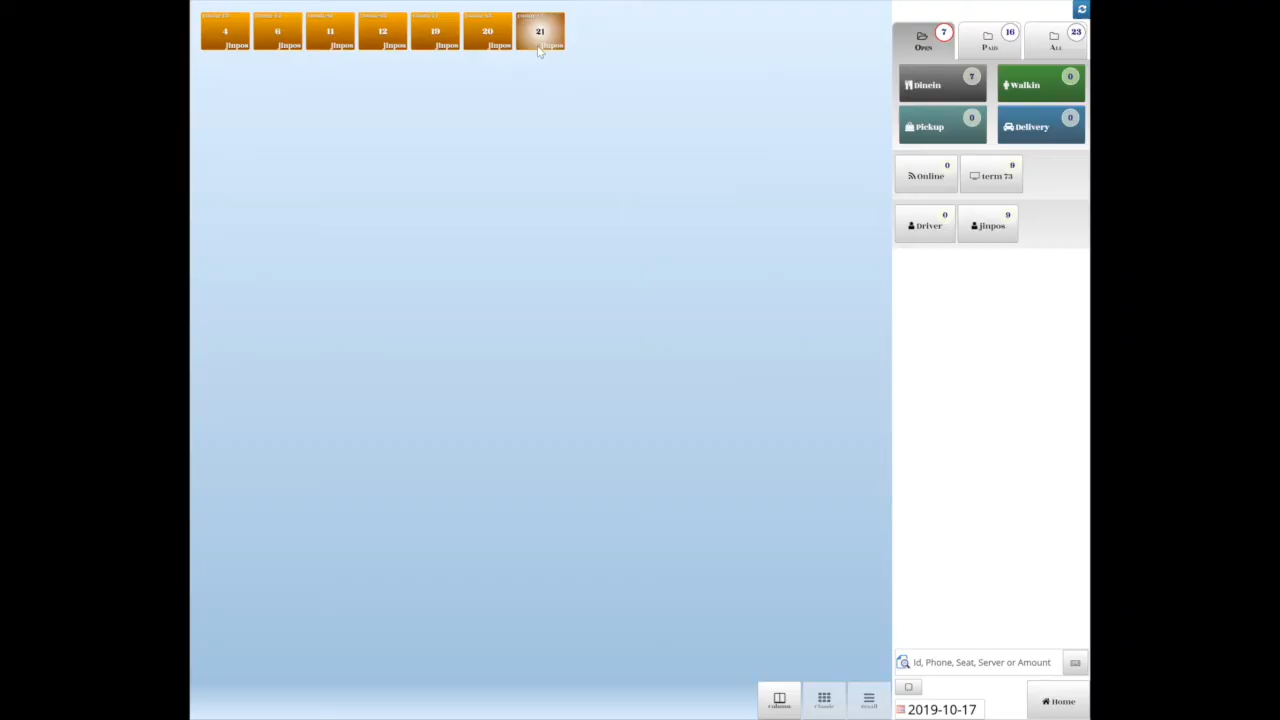 4
jinpos
6
jinpos
11
jinpos
12
jinpos
19
jinpos
20
jinpos
21
jinpos
7
Open
16
Paid
23
All
Dinein
7
Walkin
0
Pickup
0
Delivery
0
Online
0
term 73
9
Driver
0
jinpos
9
Id, Phone, Seat, Server or Amount
2019-10-17
Home
Column
Classic